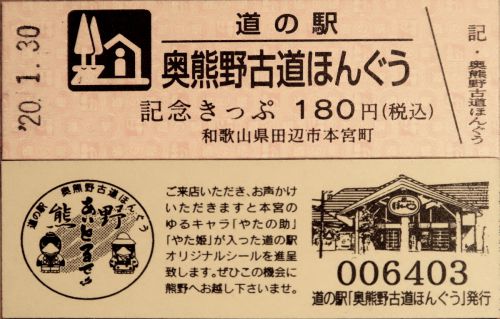 '20.1.30
道の駅
奥熊野古道ほんぐう
記念きっぷ 180円(税込)
和歌山県田辺市本宮町
記・奥熊野古道ほんぐう
道の駅 奥熊野古道ほんぐう
熊野
あいとるでぇ
ご来店いただき、お声かけ
いただきますと本宮の
ゆるキャラ「やたの助」
「やた姫」が入った道の駅
オリジナルシールを進呈
致します。ぜひこの機会に
熊野へお越し下さいませ。
006403
道の駅「奥熊野古道ほんぐう」発行